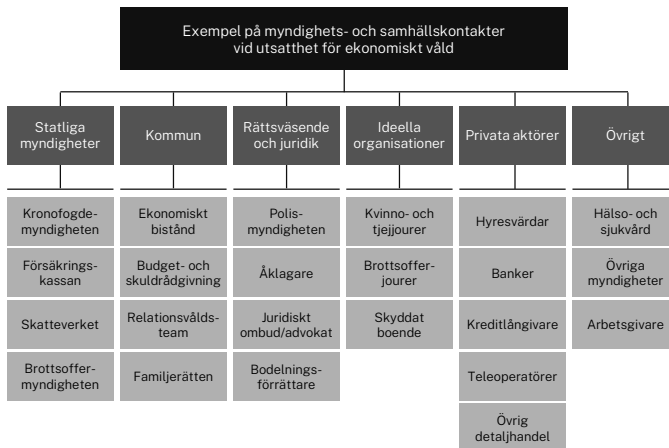 Exempel på myndighets- och samhällskontakter
vid utsatthet för ekonomiskt våld
Statliga
myndigheter
Kommun
Rättsväsende
och juridik
Ideella
organisationer
Privata aktörer
Övrigt
Kronofogde-
myndigheten
Försäkrings-
kassan
Skatteverket
Brottsoffer-
myndigheten
Ekonomiskt
bistånd
Budget- och
skuldrådgivning
Relationsvålds-
team
Familjerätten
Polis-
myndigheten
Åklagare
Juridiskt
ombud/advokat
Bodelnings-
förrättare
Kvinno- och
tjejjourer
Brottsoffer-
jourer
Skyddat
boende
Hyresvärdar
Banker
Kreditlångivare
Teleoperatörer
Övrig
detaljhandel
Hälso- och
sjukvård
Övriga
myndigheter
Arbetsgivare